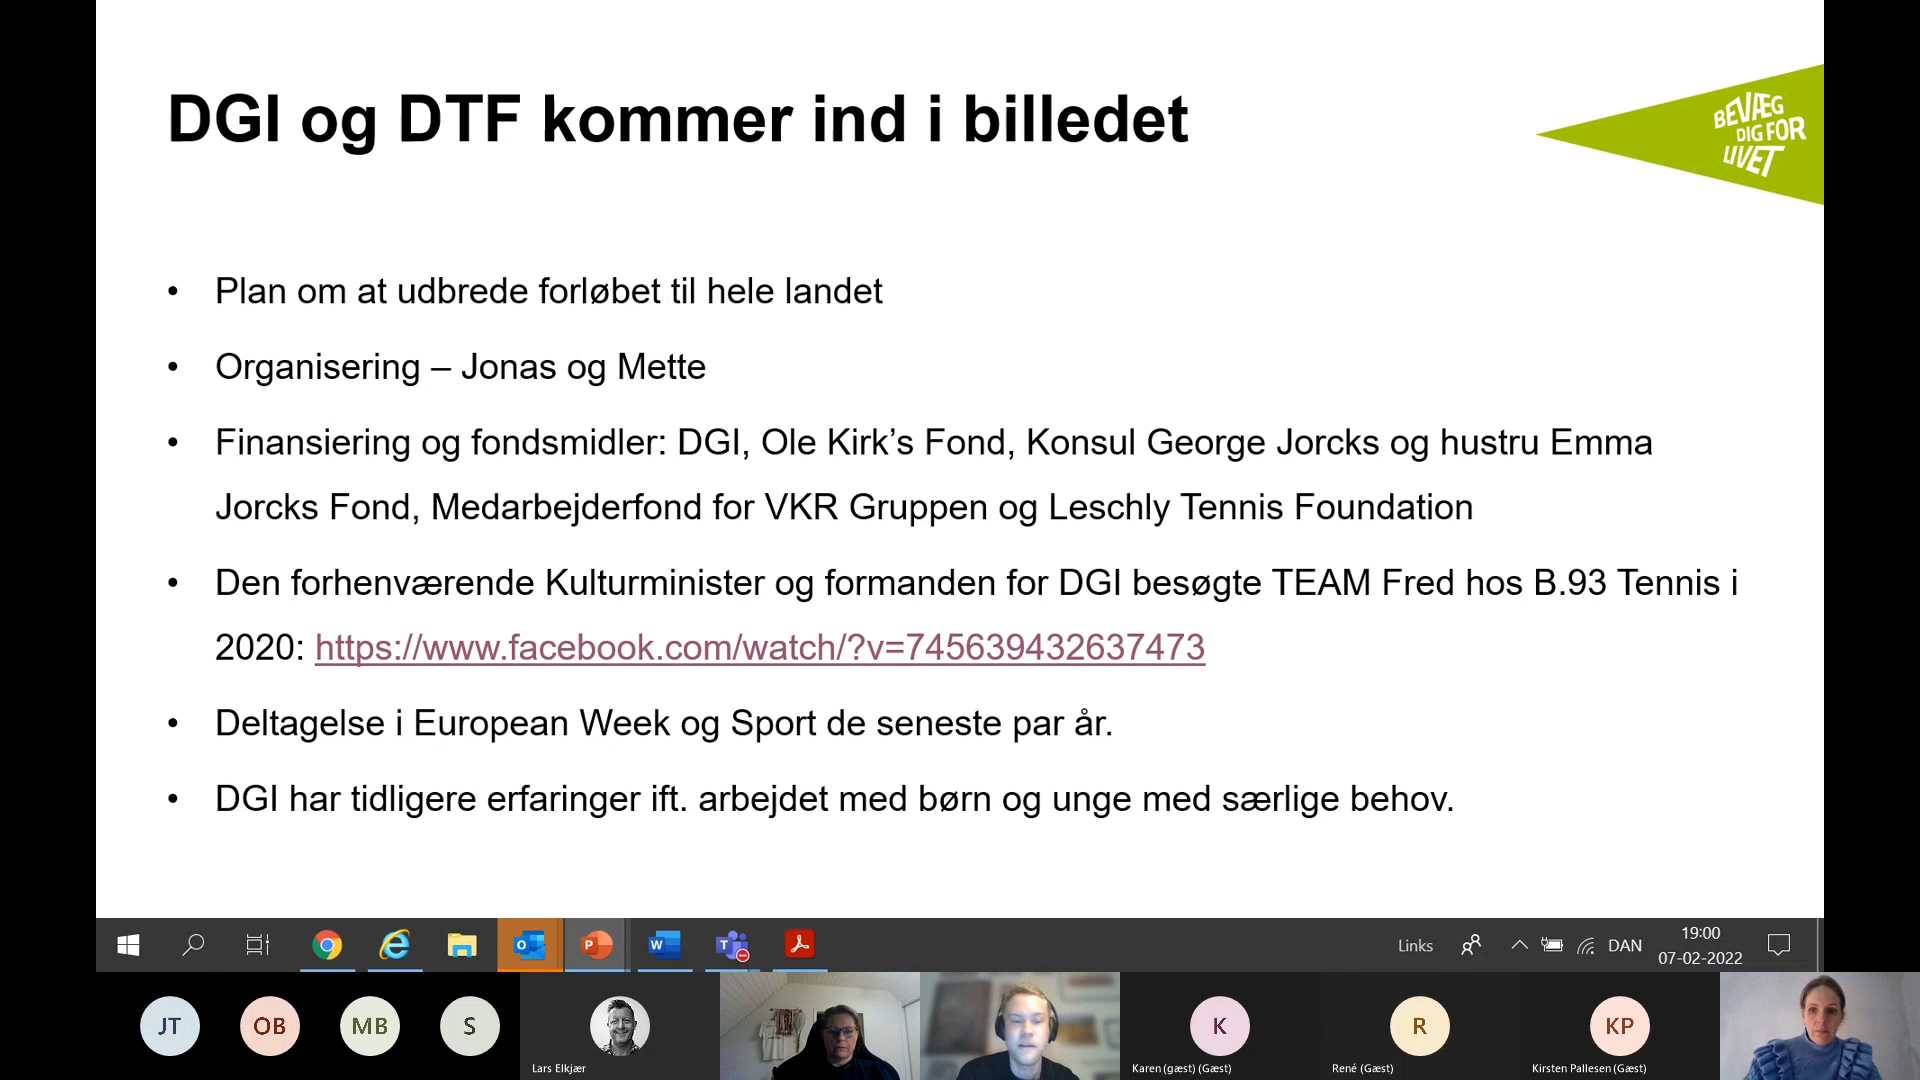 DGI og DTF kommer ind i billedet
BEVÆG
DIG FOR
LIVET
• Plan om at udbrede forløbet til hele landet
• Organisering – Jonas og Mette
• Finansiering og fondsmidler: DGI, Ole Kirk’s Fond, Konsul George Jorcks og hustru Emma
Jorcks Fond, Medarbejderfond for VKR Gruppen og Leschly Tennis Foundation
• Den forhenværende Kulturminister og formanden for DGI besøgte TEAM Fred hos B.93 Tennis i
2020: https://www.facebook.com/watch/?v=745639432637473
• Deltagelse i European Week og Sport de seneste par år.
• DGI har tidligere erfaringer ift. arbejdet med børn og unge med særlige behov.
Links
DAN
19:00
07-02-2022
JT
OB
MB
S
Lars Elkjær
K
Karen (gæst) (Gæst)
R
René (Gæst)
KP
Kirsten Pallesen (Gæst)